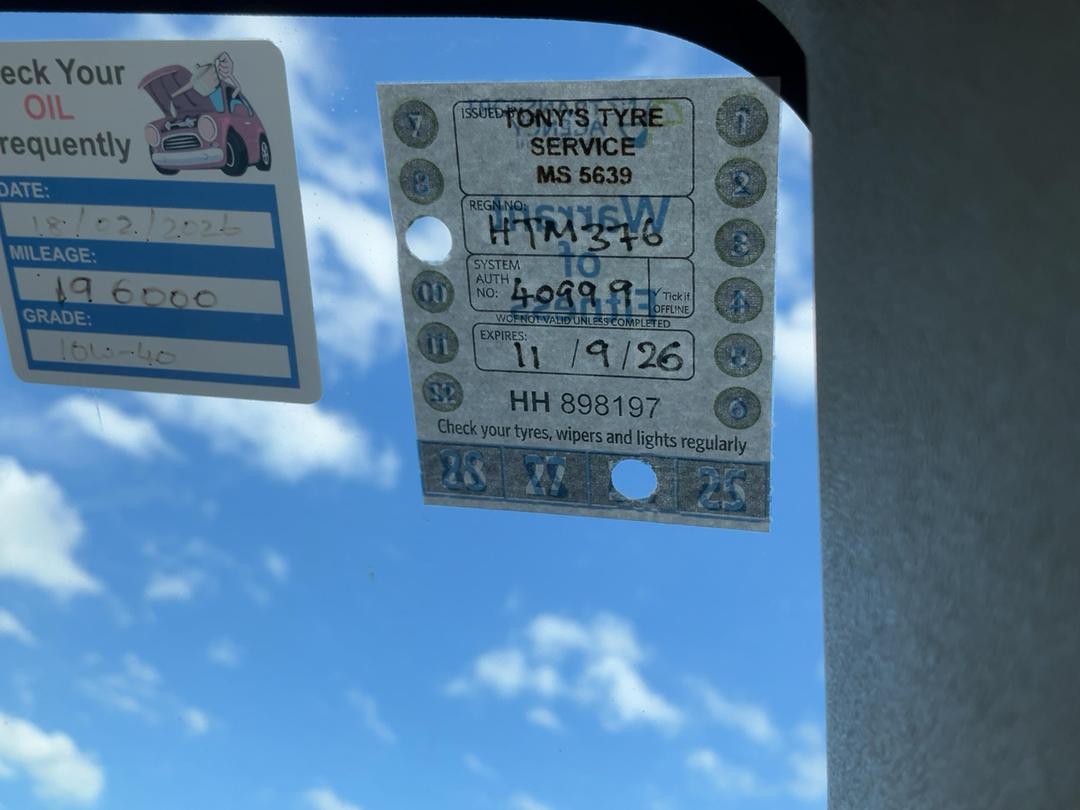 eck Your
OIL
requently
DATE:
18/02/2026
MILEAGE:
196000
GRADE:
10W-40
ISSUED BY
TONY'S TYRE
SERVICE
MS 5639
REGN NO:
HTM376
SYSTEM
AUTH
NO: 40999
Tick if
OFFLINE
WOF NOT VALID UNLESS COMPLETED
EXPIRES:
11/9/26
HH 898197
Check your tyres, wipers and lights regularly
7
8
10
11
12
1
2
3
4
5
6
Warrant
of
Fitness
28 27 25